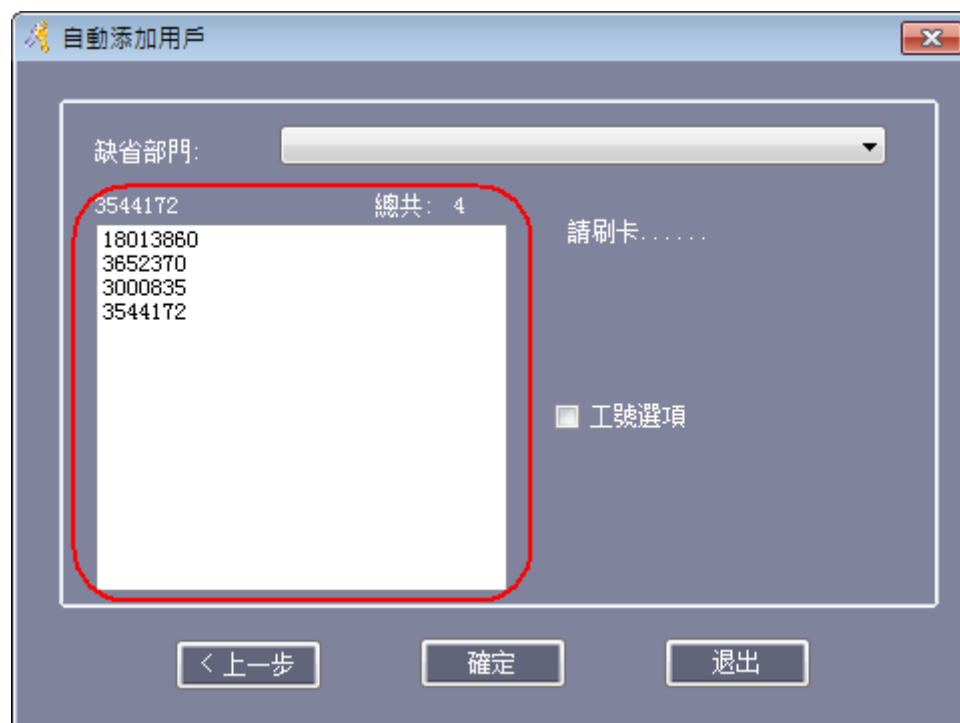 自動添加用戶
缺省部門:
3544172 總共: 4
請刷卡......
18013860
3652370
3000835
3544172
工號選項
< 上一步
確定
退出